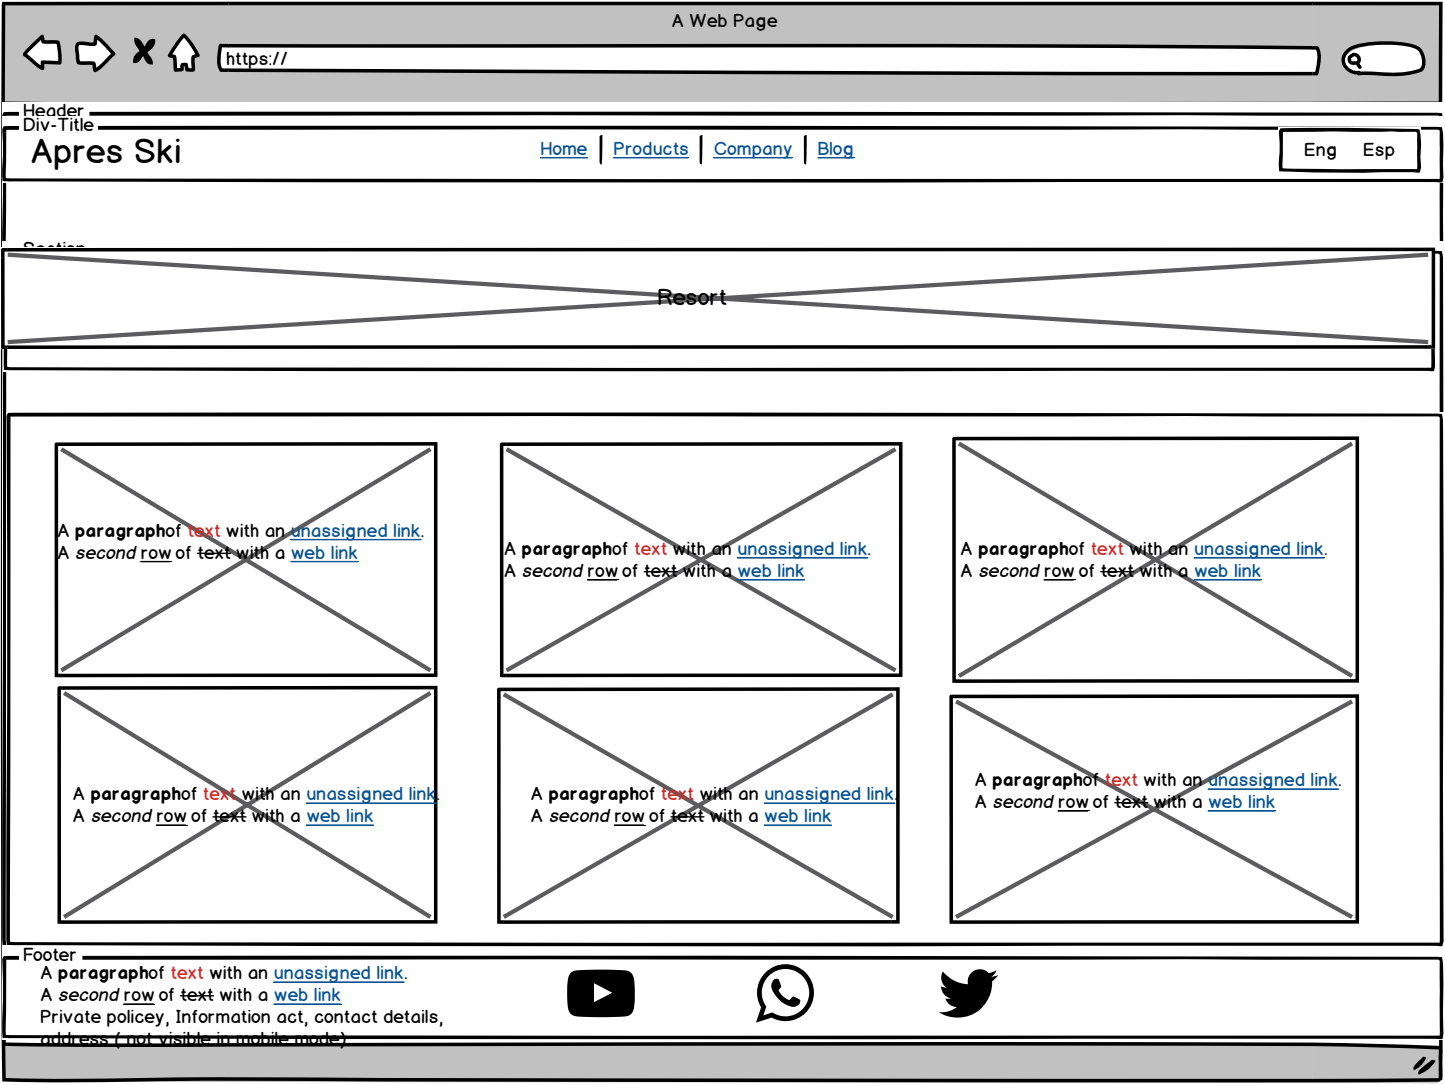 A Web Page
https://
Header
Div-Title
Apres Ski
Home Products Company Blog
Eng Esp
Section
Resort
A paragraphof text with an unassigned link.
A second row of text with a web link
A paragraphof text with an unassigned link.
A second row of text with a web link
A paragraphof text with an unassigned link.
A second row of text with a web link
A paragraphof text with an unassigned link.
A second row of text with a web link
A paragraphof text with an unassigned link.
A second row of text with a web link
A paragraphof text with an unassigned link.
A second row of text with a web link
Footer
A paragraphof text with an unassigned link.
A second row of text with a web link
Private policey, Information act, contact details,
address ( not visible in mobile mode)